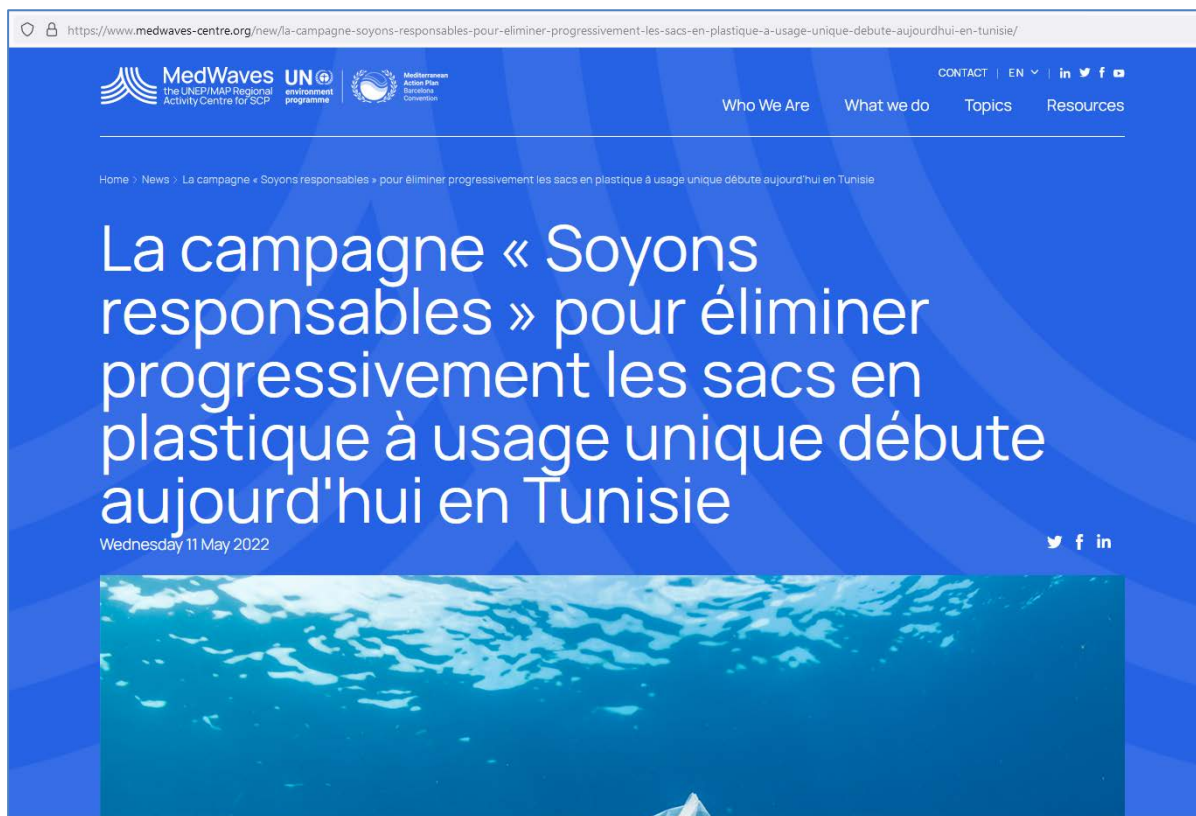 https://www.medwaves-centre.org/new/la-campagne-soyons-responsables-pour-eliminer-progressivement-les-sacs-en-plastique-a-usage-unique-debute-aujourdhui-en-tunisie/
MedWaves
the UNEP/MAP Regional
Activity Centre for SCP
UN
environment
programme
Mediterranean
Action Plan
Barcelona
Convention
CONTACT | EN
Who We Are What we do Topics Resources
Home > News > La campagne « Soyons responsables » pour éliminer progressivement les sacs en plastique à usage unique débute aujourd'hui en Tunisie
La campagne « Soyons
responsables » pour éliminer
progressivement les sacs en
plastique à usage unique débute
aujourd'hui en Tunisie
Wednesday 11 May 2022